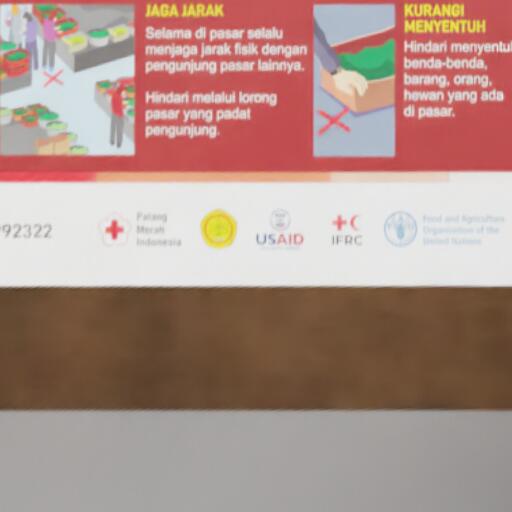 JAGA JARAK
Selama di pasar selalu
menjaga jarak fisik dengan
pengunjung pasar lainnya.
Hindari melalui lorong
pasar yang padat
pengunjung.
KURANGI
MENYENTUH
Hindari menyentu
benda-benda,
barang, orang,
hewan yang ada
di pasar.
92322
Palang
Merah
Indonesia
USAID
IFRC
Food and Agriculture
Organization of the
United Nations